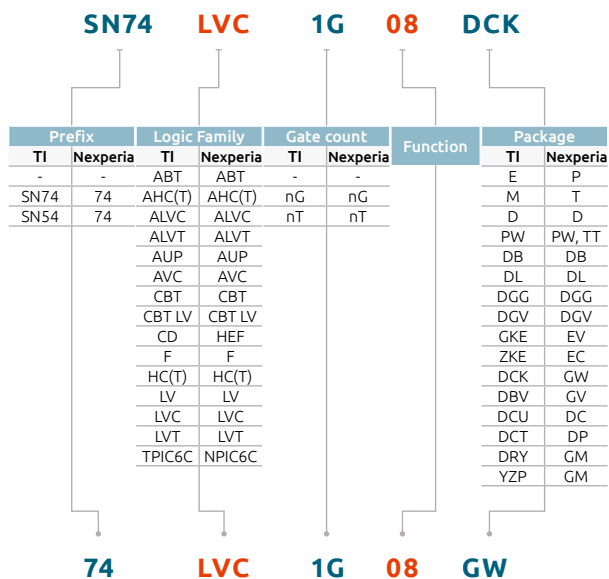 SN74 LVC 1G 08 DCK
Prefix Logic Family Gate count Function Package
TI Nexperia TI Nexperia TI Nexperia TI Nexperia
- - ABT ABT - - E P
SN74 74 AHC(T) AHC(T) nG nG M T
SN54 74 ALVC ALVC nT nT D D
ALVT ALVT PW PW, TT
AUP AUP DB DB
AVC AVC DL DL
CBT CBT DGG DGG
CBT LV CBT LV DGV DGV
CD HEF GKE EV
F F ZKE EC
HC(T) HC(T) DCK GW
LV LV DBV GV
LVC LVC DCU DC
LVT LVT DCT DP
TPIC6C NPIC6C DRY GM
YZP GM
74 LVC 1G 08 GW